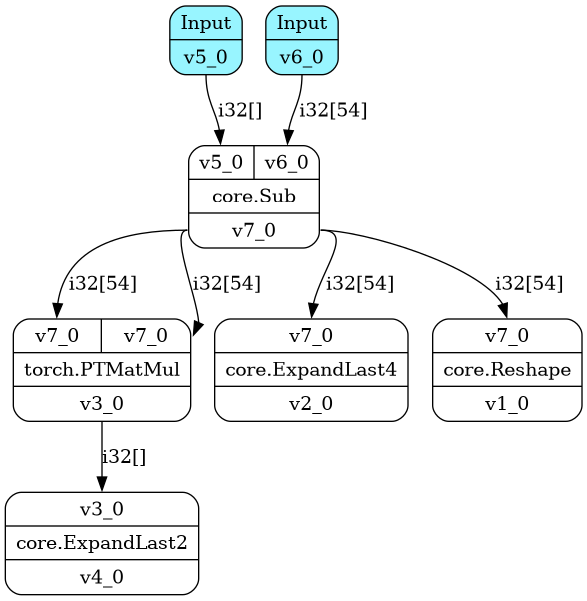 Input
v5_0
Input
v6_0
i32[]
i32[54]
v5_0
v6_0
core.Sub
v7_0
i32[54]
i32[54]
i32[54]
i32[54]
v7_0
v7_0
torch.PTMatMul
v3_0
v7_0
core.ExpandLast4
v2_0
v7_0
core.Reshape
v1_0
i32[]
v3_0
core.ExpandLast2
v4_0